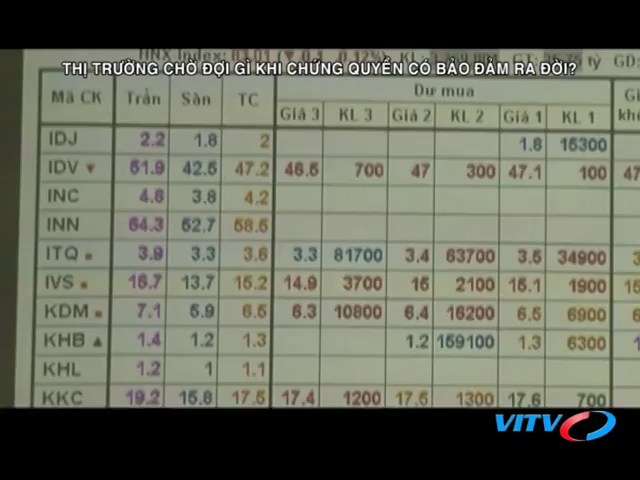 HNX Index:
THỊ TRƯỜNG CHỜ ĐỢI GÌ KHI CHỨNG QUYỀN CÓ BẢO ĐẢM RA ĐỜI?
tỷ GD:
Mã CK Trần Sàn TC Dư mua
Giá 3 KL 3 Giá 2 KL 2 Giá 1 KL 1
IDJ 2.2 1.8 2 1.8 15300
IDV ▼ 51.9 42.5 47.2 46.5 700 47 300 47.1 100 47
INC 4.6 3.8 4.2
INN 64.3 52.7 58.5
ITQ ■ 3.9 3.3 3.6 3.3 81700 3.4 63700 3.5 34900
IVS ■ 16.7 13.7 15.2 14.9 3700 15 2100 15.1 1900 15
KDM ■ 7.1 5.9 6.5 6.3 10800 6.4 16200 6.5 6900
KHB ▲ 1.4 1.2 1.3 1.2 159100 1.3 6300
KHL 1.2 1 1.1
KKC 19.2 15.8 17.5 17.4 1200 17.5 1300 17.6 700
VITV